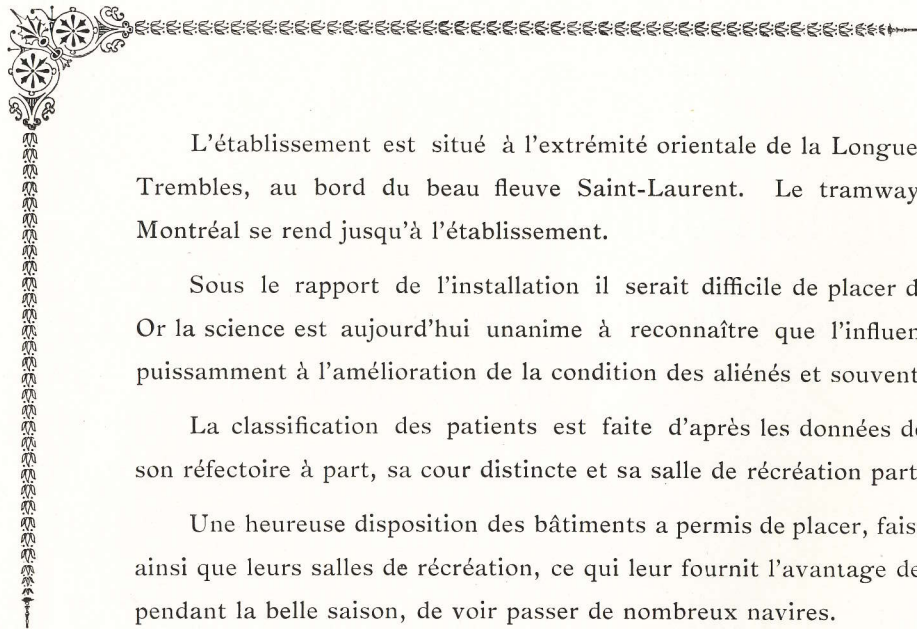 L'établissement est situé à l'extrémité orientale de la Longue
Trembles, au bord du beau fleuve Saint-Laurent. Le tramway
Montréal se rend jusqu'à l'établissement.
Sous le rapport de l'installation il serait difficile de placer d
Or la science est aujourd'hui unanime à reconnaître que l'influen
puissamment à l'amélioration de la condition des aliénés et souvent
La classification des patients est faite d'après les données de
son réfectoire à part, sa cour distincte et sa salle de récréation part
Une heureuse disposition des bâtiments a permis de placer, fais
ainsi que leurs salles de récréation, ce qui leur fournit l'avantage de
pendant la belle saison, de voir passer de nombreux navires.